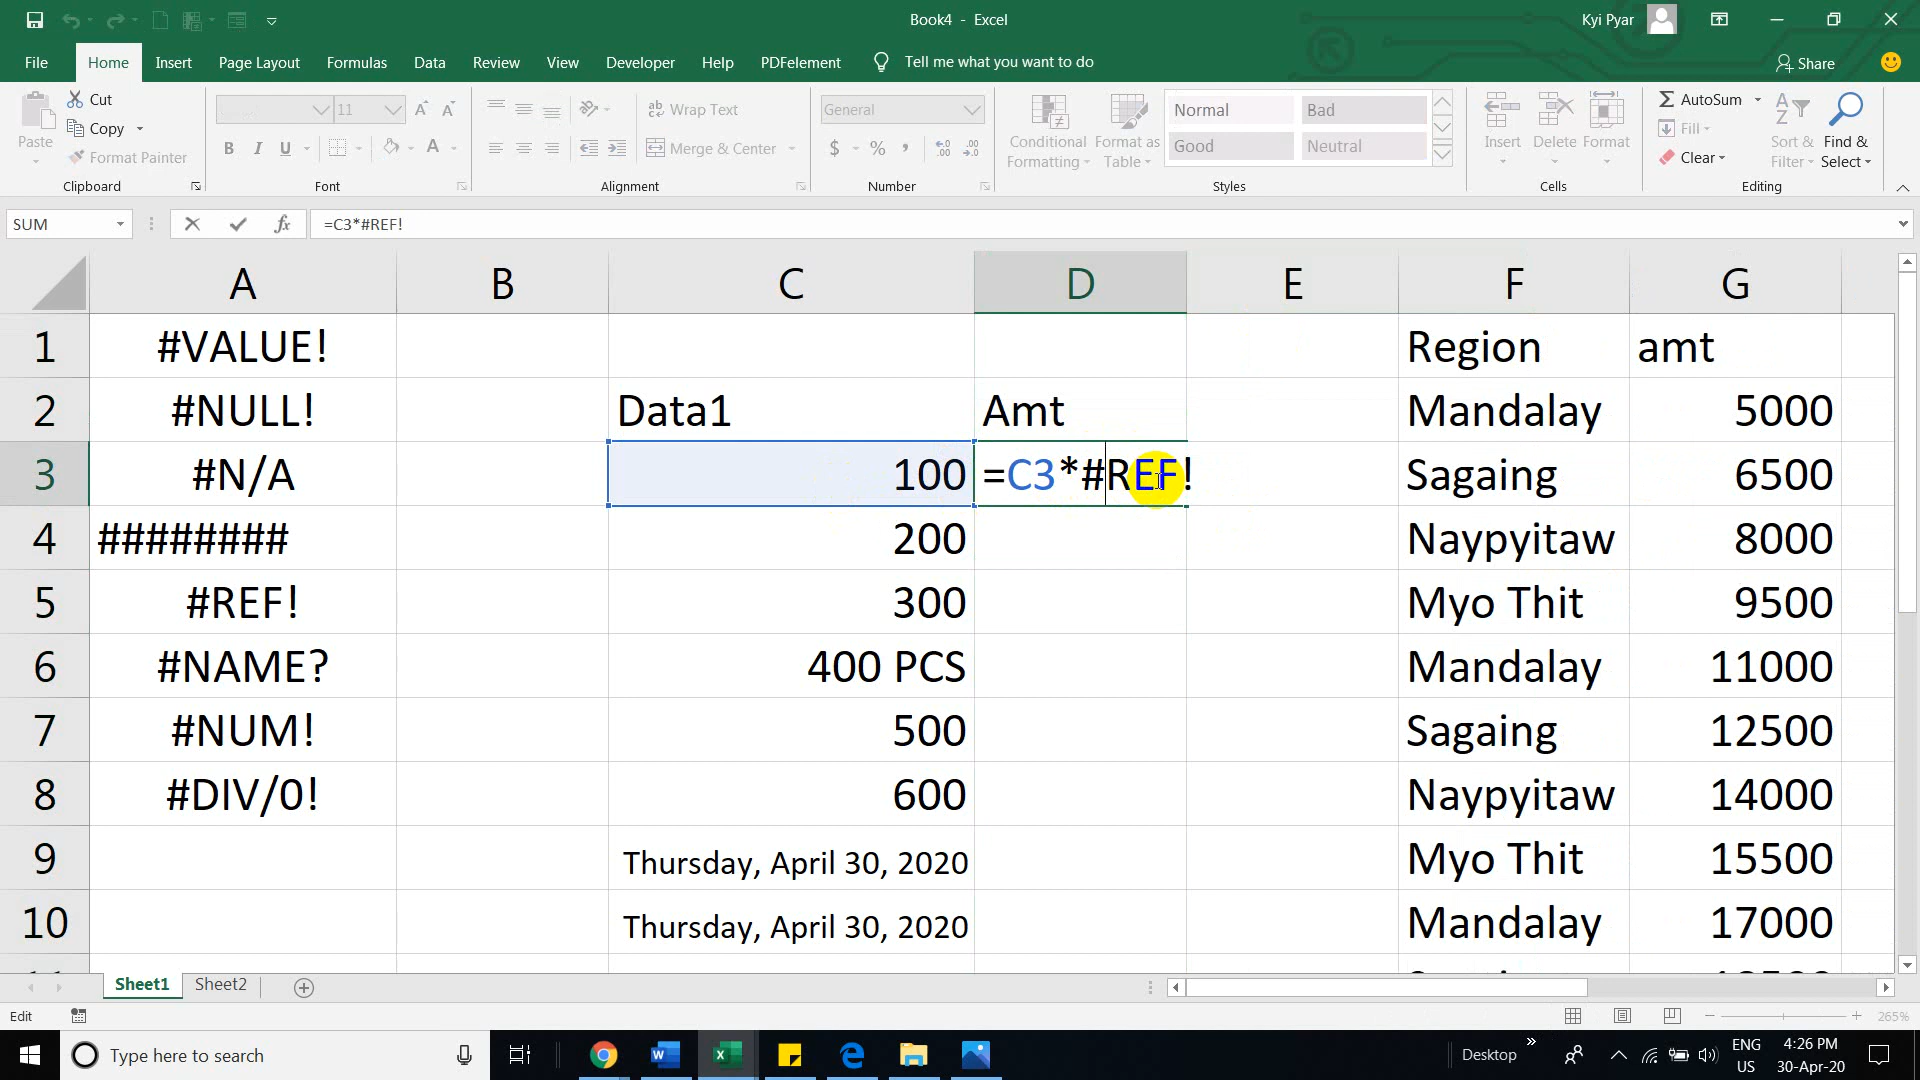 Book4 - Excel
Kyi Pyar
File Home Insert Page Layout Formulas Data Review View Developer Help PDFelement Tell me what you want to do Share
Paste
Cut
Copy
Format Painter
Clipboard
11
B I U A
Font
Wrap Text
Merge & Center
Alignment
General
$ % ,
Number
Conditional Formatting
Format as Table
Normal Bad
Good Neutral
Styles
Insert Delete Format
Cells
AutoSum
Fill
Clear
Sort & Filter
Find & Select
Editing
SUM fx =C3*#REF!
A B C D E F G
1 #VALUE! Region amt
2 #NULL! Data1 Amt Mandalay 5000
3 #N/A 100 =C3*#REF! Sagaing 6500
4 ######## 200 Naypyitaw 8000
5 #REF! 300 Myo Thit 9500
6 #NAME? 400 PCS Mandalay 11000
7 #NUM! 500 Sagaing 12500
8 #DIV/0! 600 Naypyitaw 14000
9 Thursday, April 30, 2020 Myo Thit 15500
10 Thursday, April 30, 2020 Mandalay 17000
Sheet1 Sheet2
Edit 265%
Type here to search
Desktop
ENG
US
4:26 PM
30-Apr-20